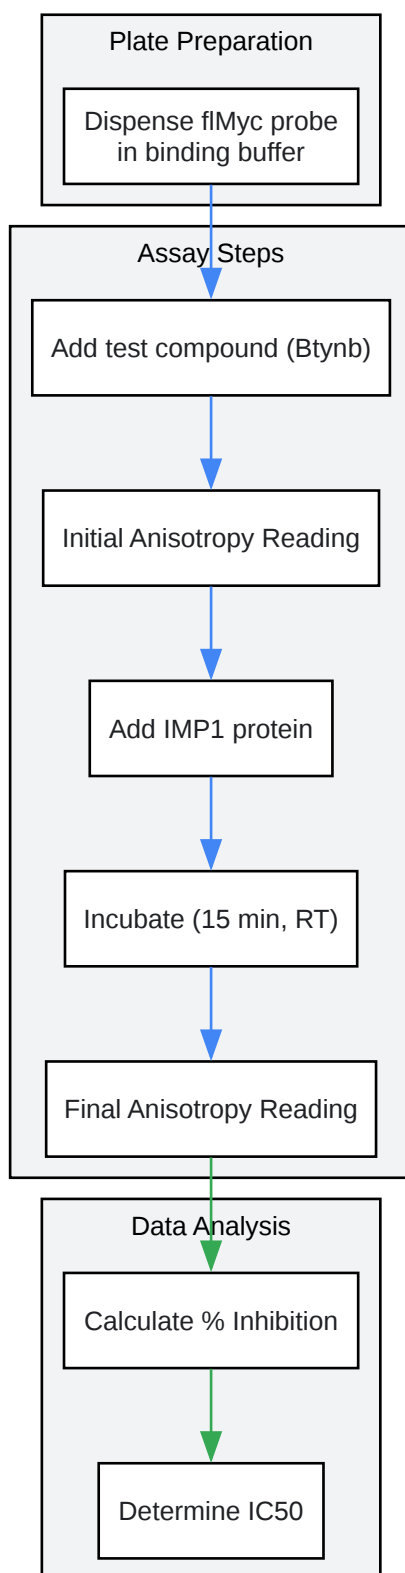 Plate Preparation
Dispense flMyc probe
in binding buffer
Assay Steps
Add test compound (Btynb)
Initial Anisotropy Reading
Add IMP1 protein
Incubate (15 min, RT)
Final Anisotropy Reading
Data Analysis
Calculate % Inhibition
Determine IC50